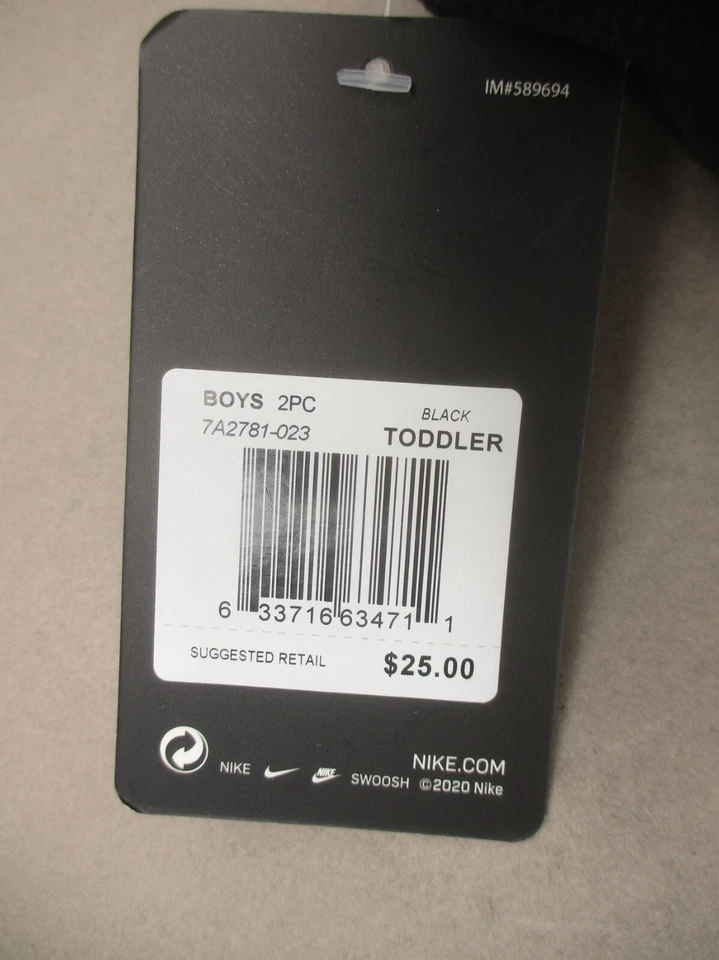 IM#589694
BOYS 2PC
7A2781-023
BLACK
TODDLER
6 33716 63471 1
SUGGESTED RETAIL $25.00
NIKE NIKE SWOOSH
NIKE.COM
©2020 Nike